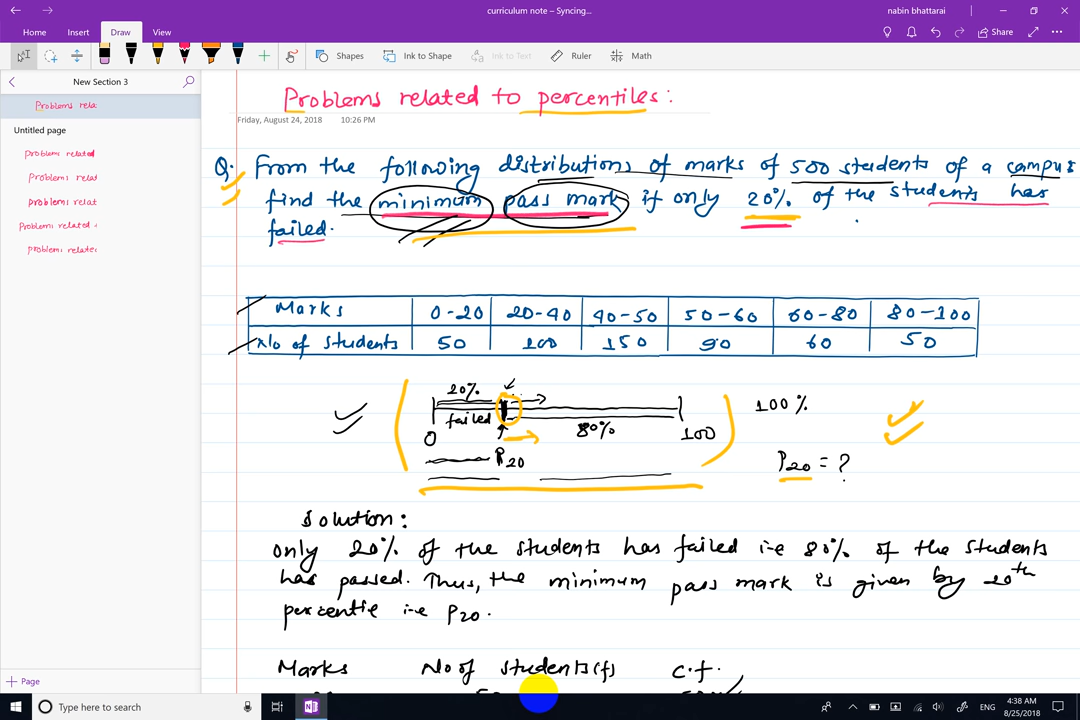 curriculum note - Syncing...
nabin bhattarai
Home Insert Draw View
Share
Shapes
Ink to Shape
Ink to Text
Ruler
Math
New Section 3
Problems rela
Untitled page
problems related
problems relat
problems relat
problems related
problems related
Page
Problems related to percentiles:
Friday, August 24, 2018 10:26 PM
Q. From the following distributions of marks of 500 students of a campus
find the minimum pass mark if only 20% of the students has
failed.
Marks 0-20 20-40 40-50 50-60 60-80 80-100
No of students 50 100 150 90 60 50
20%
failed 80%
100%
0 P20 100
P20 = ?
Solution:
only 20% of the students has failed i.e 80% of the students
has passed. Thus, the minimum pass mark is given by 20th
percentie i.e P20.
Marks No of students(f) c.f.
Type here to search
ENG
4:38 AM
8/25/2018